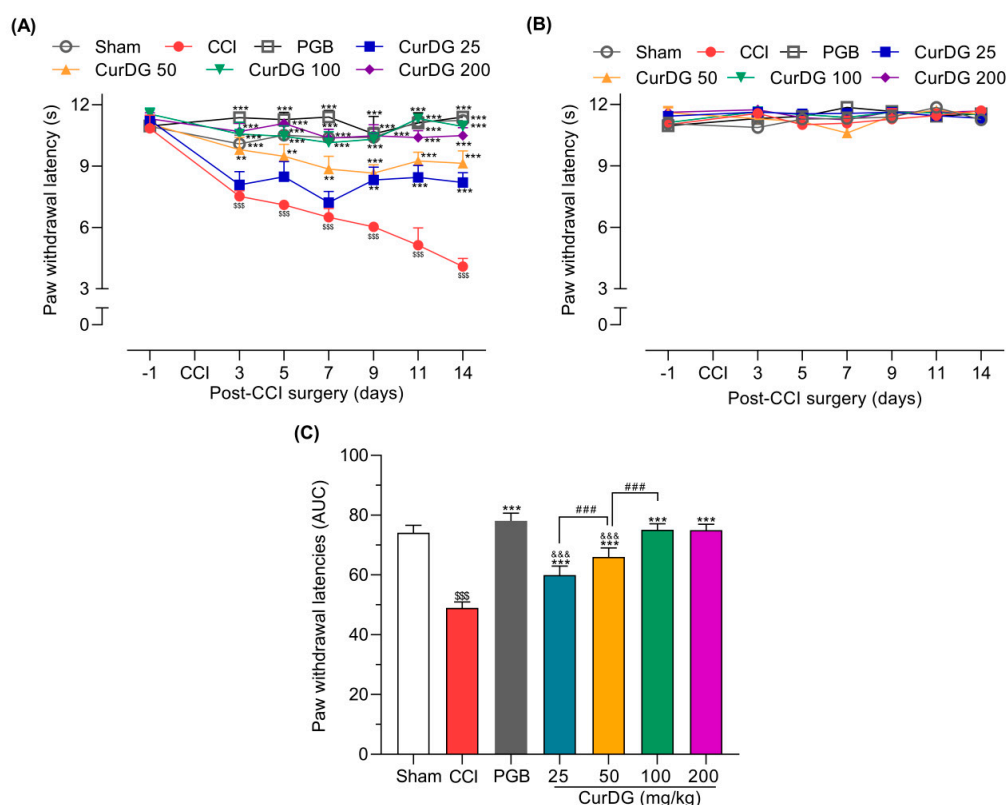 (A)
Sham CCI PGB CurDG 25
CurDG 50 CurDG 100 CurDG 200
Paw withdrawal latency (s)
12
9
6
3
0
*** *** *** *** *** ***
*** *** *** *** *** ***
** ** ** *** *** ***
** *** ***
$$$ $$$ $$$ $$$ $$$ $$$
-1 CCI 3 5 7 9 11 14
Post-CCI surgery (days)
(B)
Sham CCI PGB CurDG 25
CurDG 50 CurDG 100 CurDG 200
Paw withdrawal latency (s)
12
9
6
3
0
-1 CCI 3 5 7 9 11 14
Post-CCI surgery (days)
(C)
Paw withdrawal latencies (AUC)
100
80
60
40
20
0
$$$
***
&&&
***
###
&&&
***
###
***
***
Sham CCI PGB 25 50 100 200
CurDG (mg/kg)